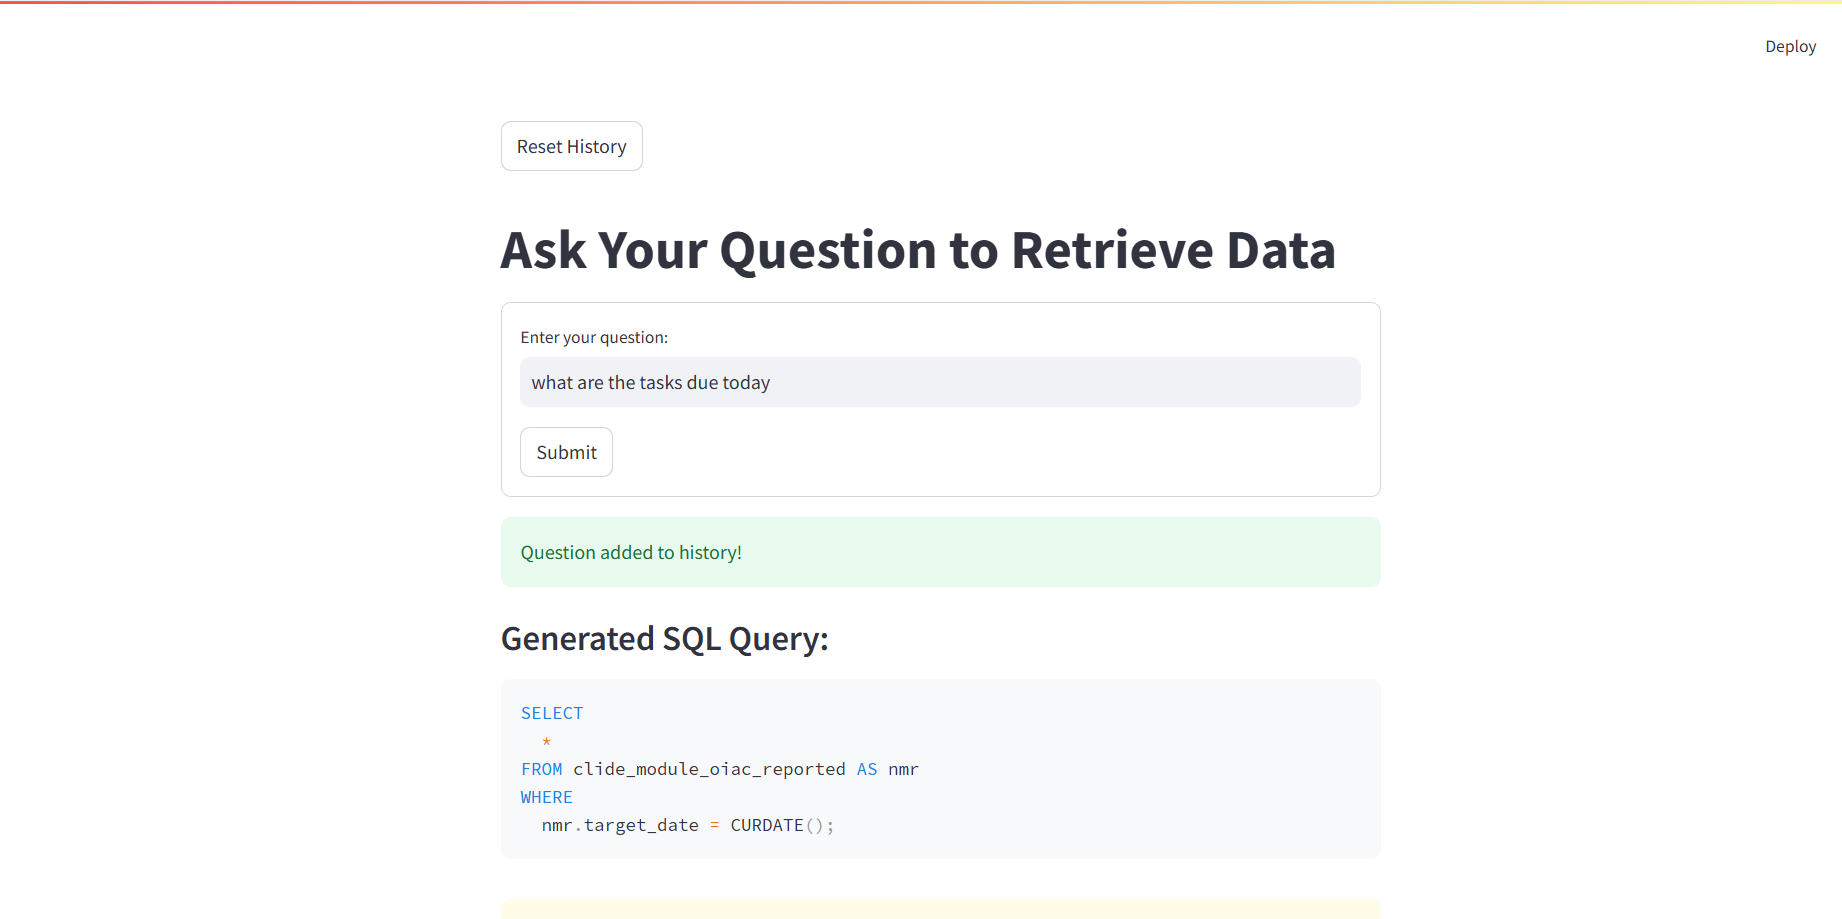 Deploy
Reset History
Ask Your Question to Retrieve Data
Enter your question:
what are the tasks due today
Submit
Question added to history!
Generated SQL Query:
SELECT
  *
FROM clide_module_oiac_reported AS nmr
WHERE
  nmr.target_date = CURDATE();